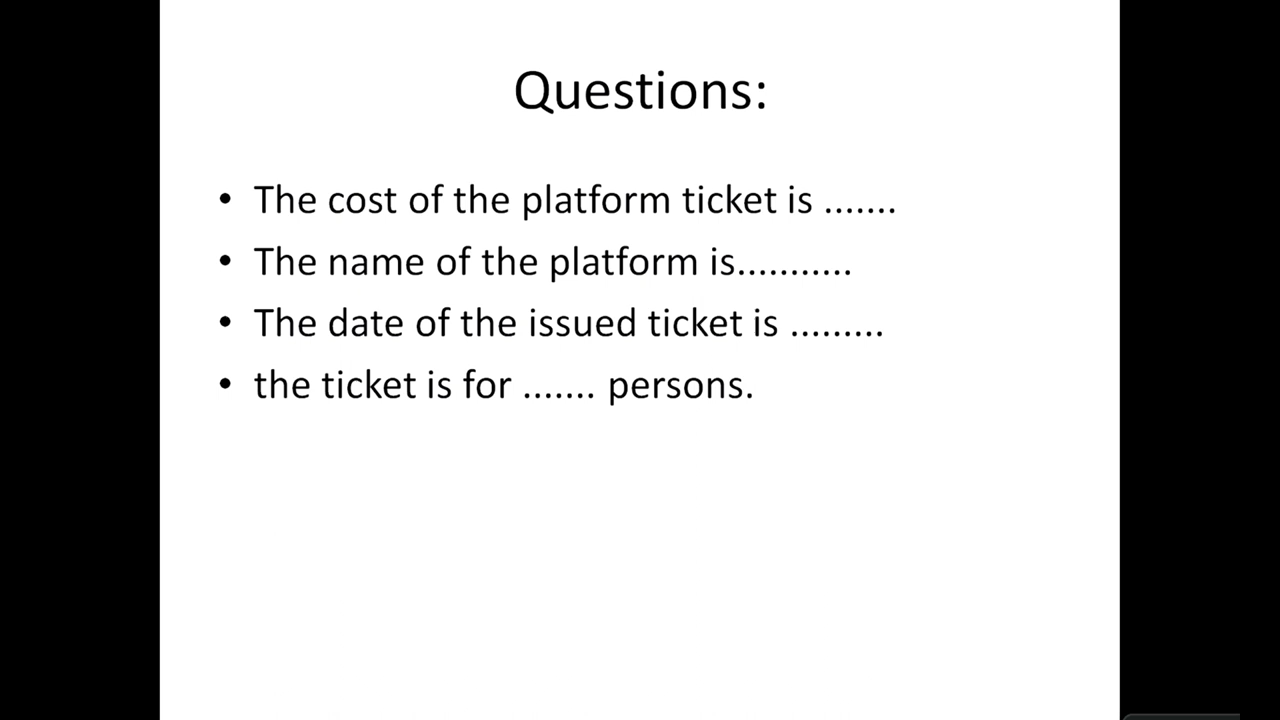 Questions:
• The cost of the platform ticket is .......
• The name of the platform is...........
• The date of the issued ticket is .........
• the ticket is for ....... persons.